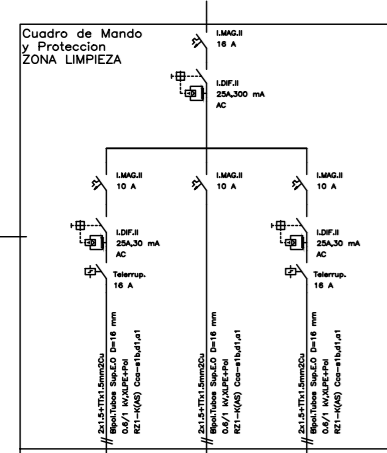 Cuadro de Mando
y Proteccion
ZONA LIMPIEZA
I.MAG.II
16 A
I.DIF.II
25A,300 mA
AC
I.MAG.II
10 A
I.MAG.II
10 A
I.MAG.II
10 A
I.DIF.II
25A,30 mA
AC
I.DIF.II
25A,30 mA
AC
Telerrup.
16 A
Telerrup.
16 A
2x1.5+TTx1.5mm2Cu
Bipol.Tubos Sup.E.O D=16 mm
0.6/1 kV,XLPE+Pol
RZ1-K(AS) Cca-s1b,d1,a1
2x1.5+TTx1.5mm2Cu
Bipol.Tubos Sup.E.O D=16 mm
0.6/1 kV,XLPE+Pol
RZ1-K(AS) Cca-s1b,d1,a1
2x1.5+TTx1.5mm2Cu
Bipol.Tubos Sup.E.O D=16 mm
0.6/1 kV,XLPE+Pol
RZ1-K(AS) Cca-s1b,d1,a1